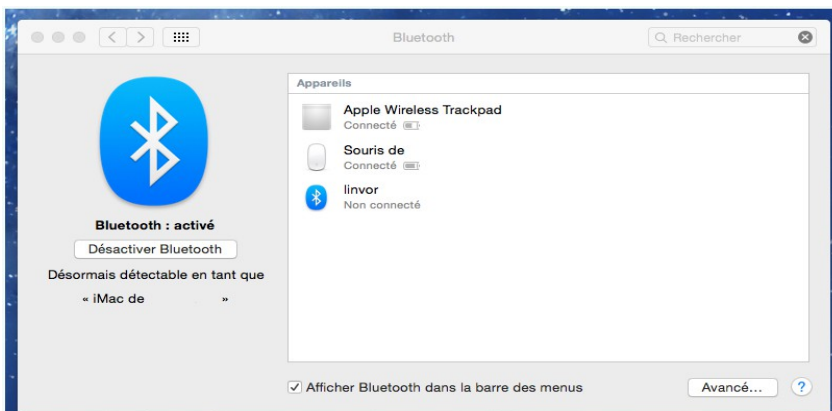 Bluetooth
Rechercher
Appareils
Apple Wireless Trackpad
Connecté
Souris de
Connecté
linvor
Non connecté
Bluetooth : activé
Désactiver Bluetooth
Désormais détectable en tant que
« iMac de »
Afficher Bluetooth dans la barre des menus
Avancé...
?